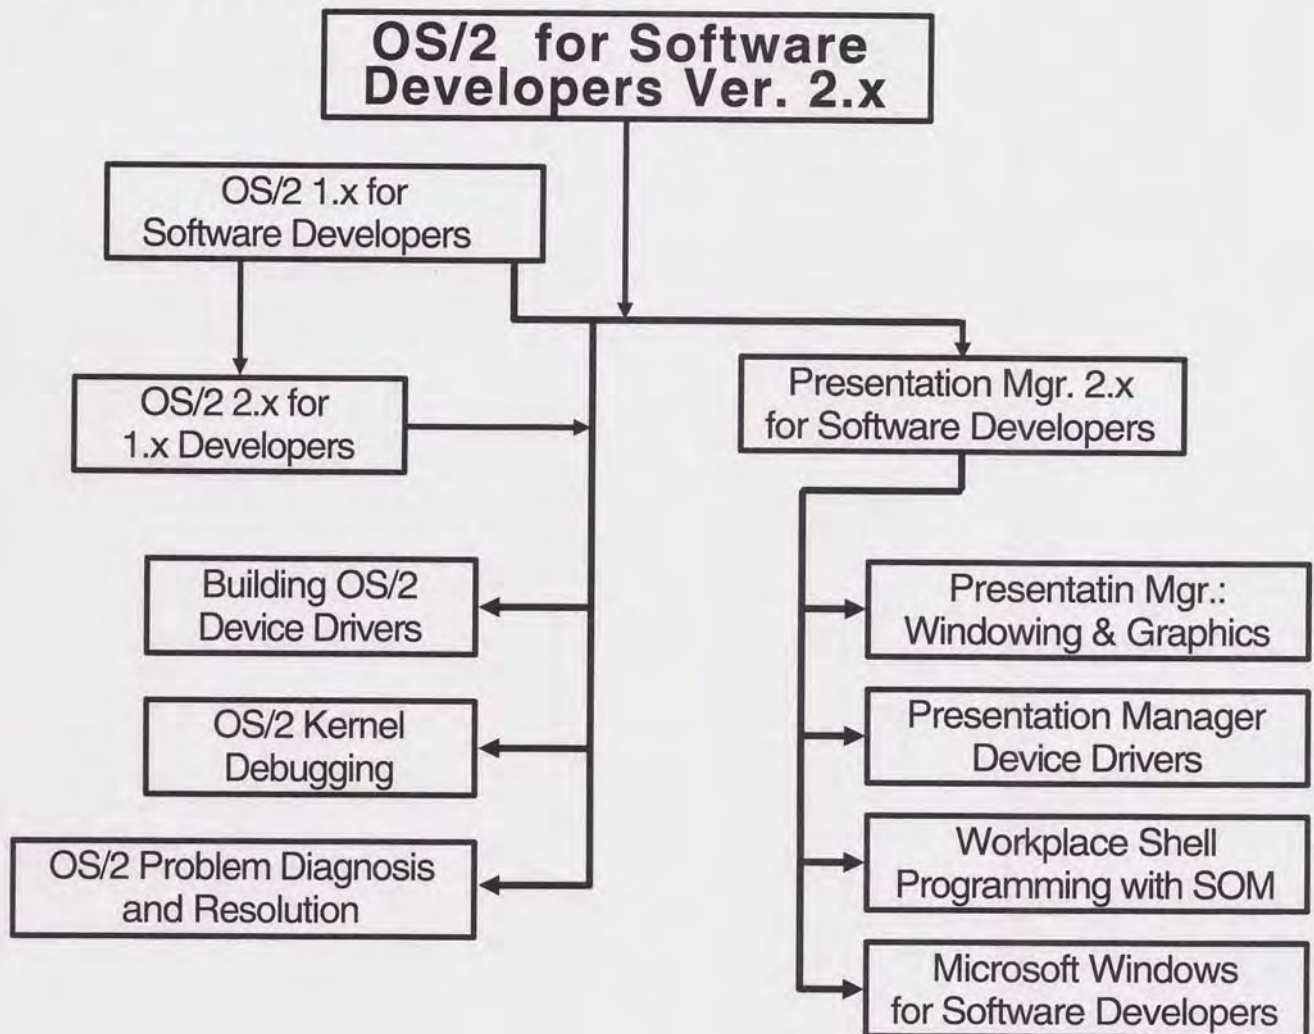 OS/2 for Software
Developers Ver. 2.x
OS/2 1.x for
Software Developers
OS/2 2.x for
1.x Developers
Presentation Mgr. 2.x
for Software Developers
Building OS/2
Device Drivers
OS/2 Kernel
Debugging
OS/2 Problem Diagnosis
and Resolution
Presentatin Mgr.:
Windowing & Graphics
Presentation Manager
Device Drivers
Workplace Shell
Programming with SOM
Microsoft Windows
for Software Developers